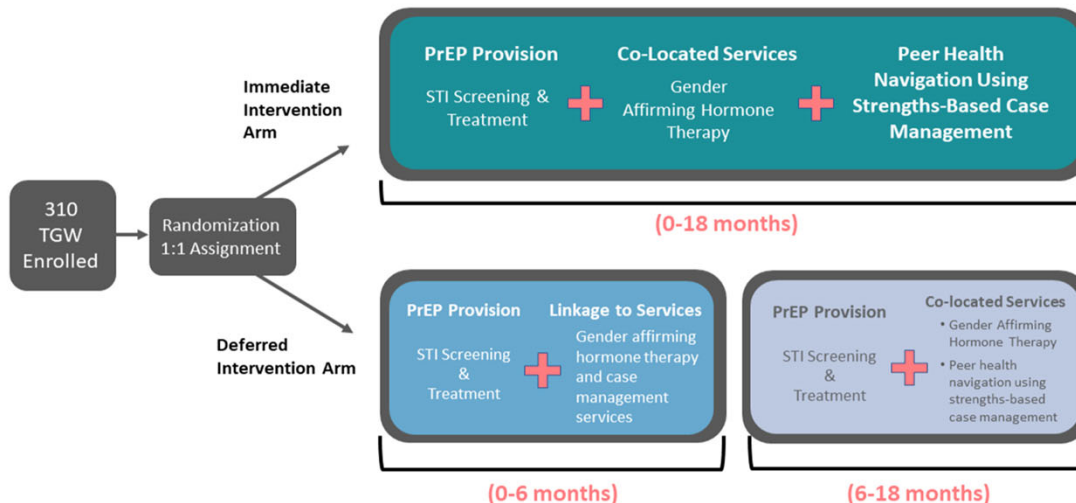 310
TGW
Enrolled
Randomization
1:1 Assignment
Immediate
Intervention
Arm
PrEP Provision
STI Screening &
Treatment
Co-Located Services
Gender
Affirming Hormone
Therapy
Peer Health
Navigation Using
Strengths-Based Case
Management
(0-18 months)
Deferred
Intervention Arm
PrEP Provision
STI Screening
&
Treatment
Linkage to Services
Gender affirming
hormone therapy
and case
management
services
(0-6 months)
PrEP Provision
STI Screening
&
Treatment
Co-located Services
• Gender Affirming
Hormone Therapy
• Peer health
navigation using
strengths-based
case management
(6-18 months)